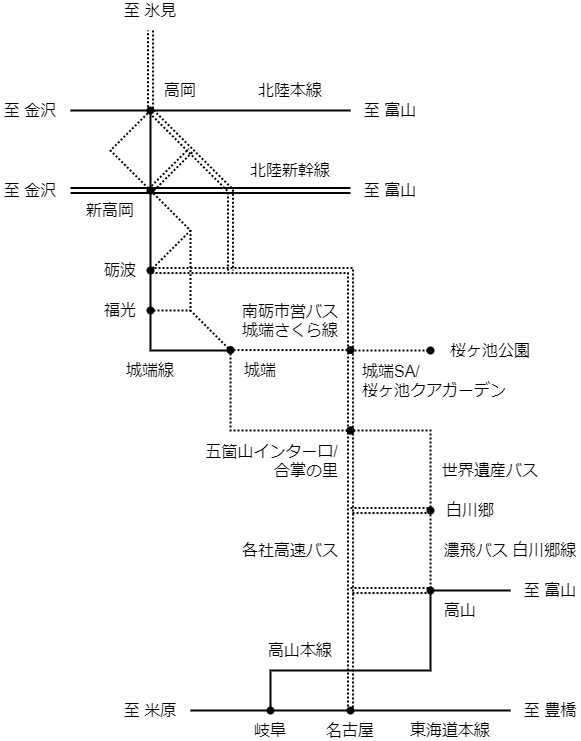 至 氷見
高岡
北陸本線
至 金沢
至 富山
北陸新幹線
至 金沢
至 富山
新高岡
砺波
福光
南砺市営バス
城端さくら線
桜ヶ池公園
城端線
城端
城端SA/
桜ヶ池クアガーデン
五箇山インター口/
合掌の里
世界遺産バス
白川郷
各社高速バス
濃飛バス 白川郷線
至 富山
高山
高山本線
至 米原
至 豊橋
岐阜
名古屋
東海道本線